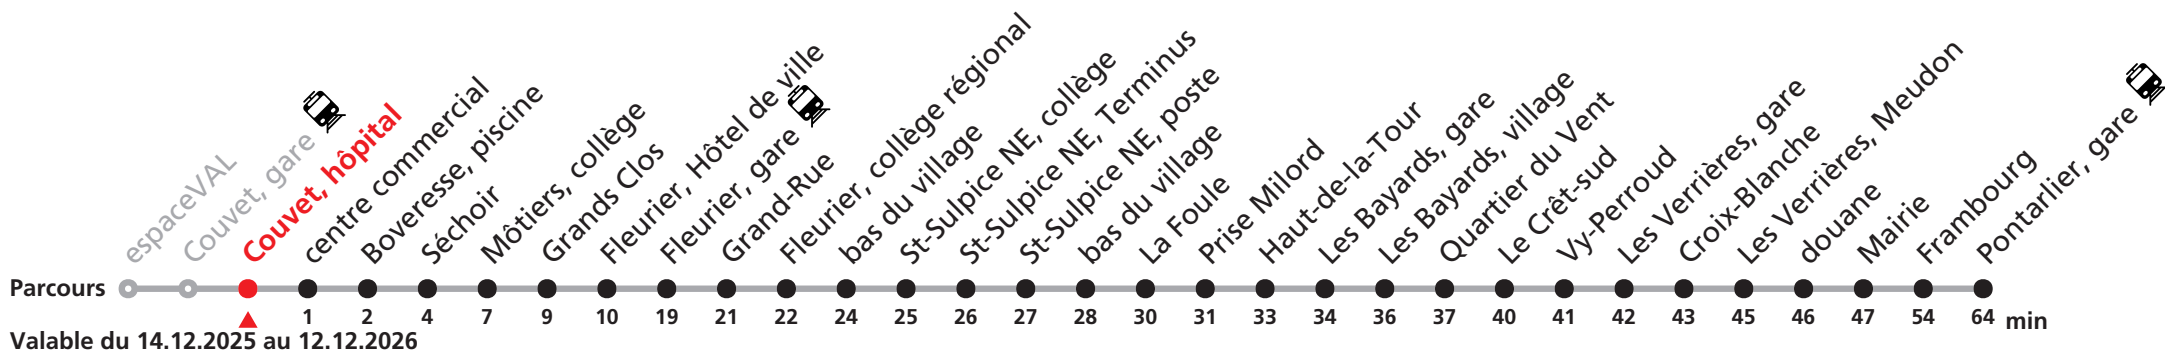 espaceVAL
Couvet, gare
Couvet, hôpital
centre commercial
Boveresse, piscine
Séchoir
Môtiers, collège
Grands Clos
Fleurier, Hôtel de ville
Fleurier, gare
Grand-Rue
Fleurier, collège régional
bas du village
St-Sulpice NE, collège
St-Sulpice NE, Terminus
St-Sulpice NE, poste
bas du village
La Foule
Prise Milord
Haut-de-la-Tour
Les Bayards, gare
Les Bayards, village
Quartier du Vent
Le Crêt-sud
Vy-Perroud
Les Verrières, gare
Croix-Blanche
Les Verrières, Meudon
douane
Mairie
Frambourg
Pontarlier, gare
Parcours
1 2 4 7 9 10 19 21 22 24 25 26 27 28 30 31 33 34 36 37 40 41 42 43 45 46 47 54 64 min
Valable du 14.12.2025 au 12.12.2026